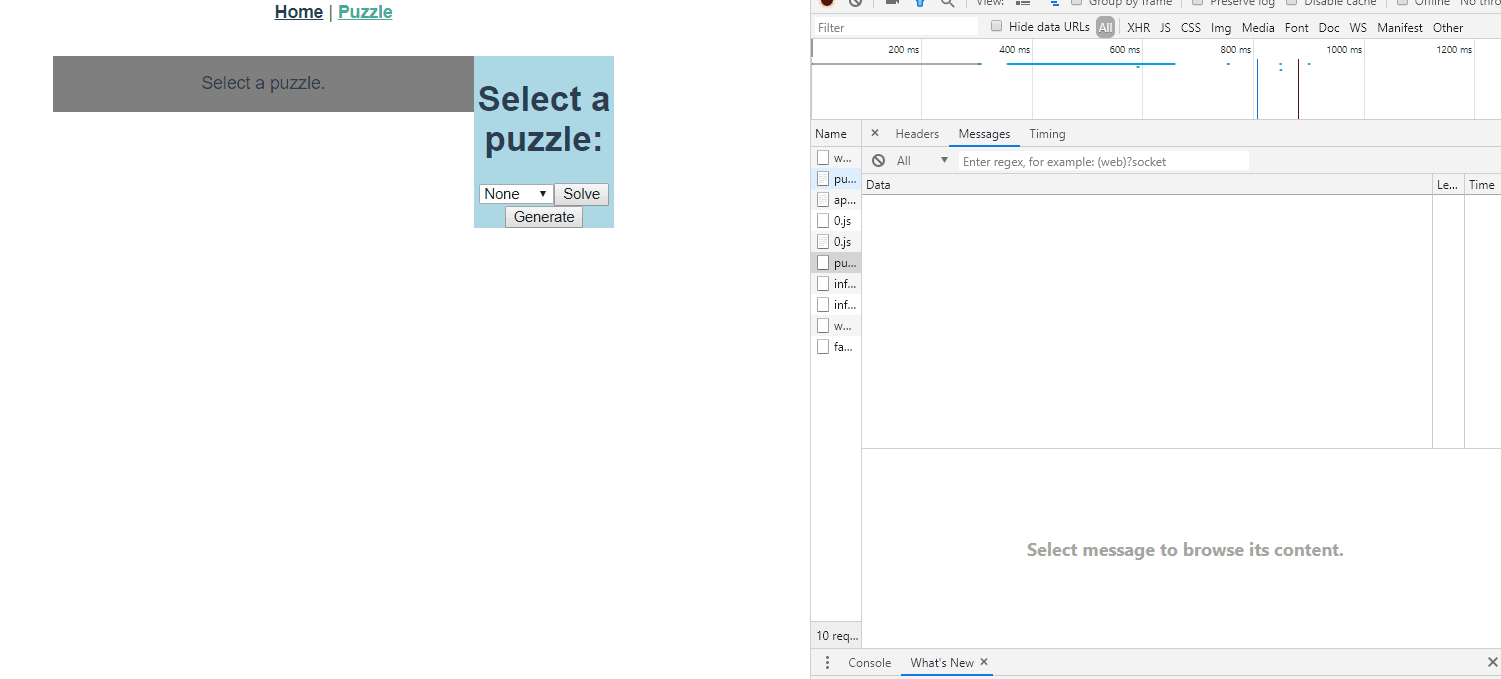 Home | Puzzle
Select a puzzle.
Select a
puzzle:
None Solve
Generate
View: Group by frame Preserve log Disable cache Offline No thro
Filter Hide data URLs All XHR JS CSS Img Media Font Doc WS Manifest Other
200 ms 400 ms 600 ms 800 ms 1000 ms 1200 ms
Name × Headers Messages Timing
All Enter regex, for example: (web)?socket
Data Le... Time
w...
pu...
ap...
0.js
0.js
pu...
inf...
inf...
w...
fa...
Select message to browse its content.
10 req...
Console What's New ×